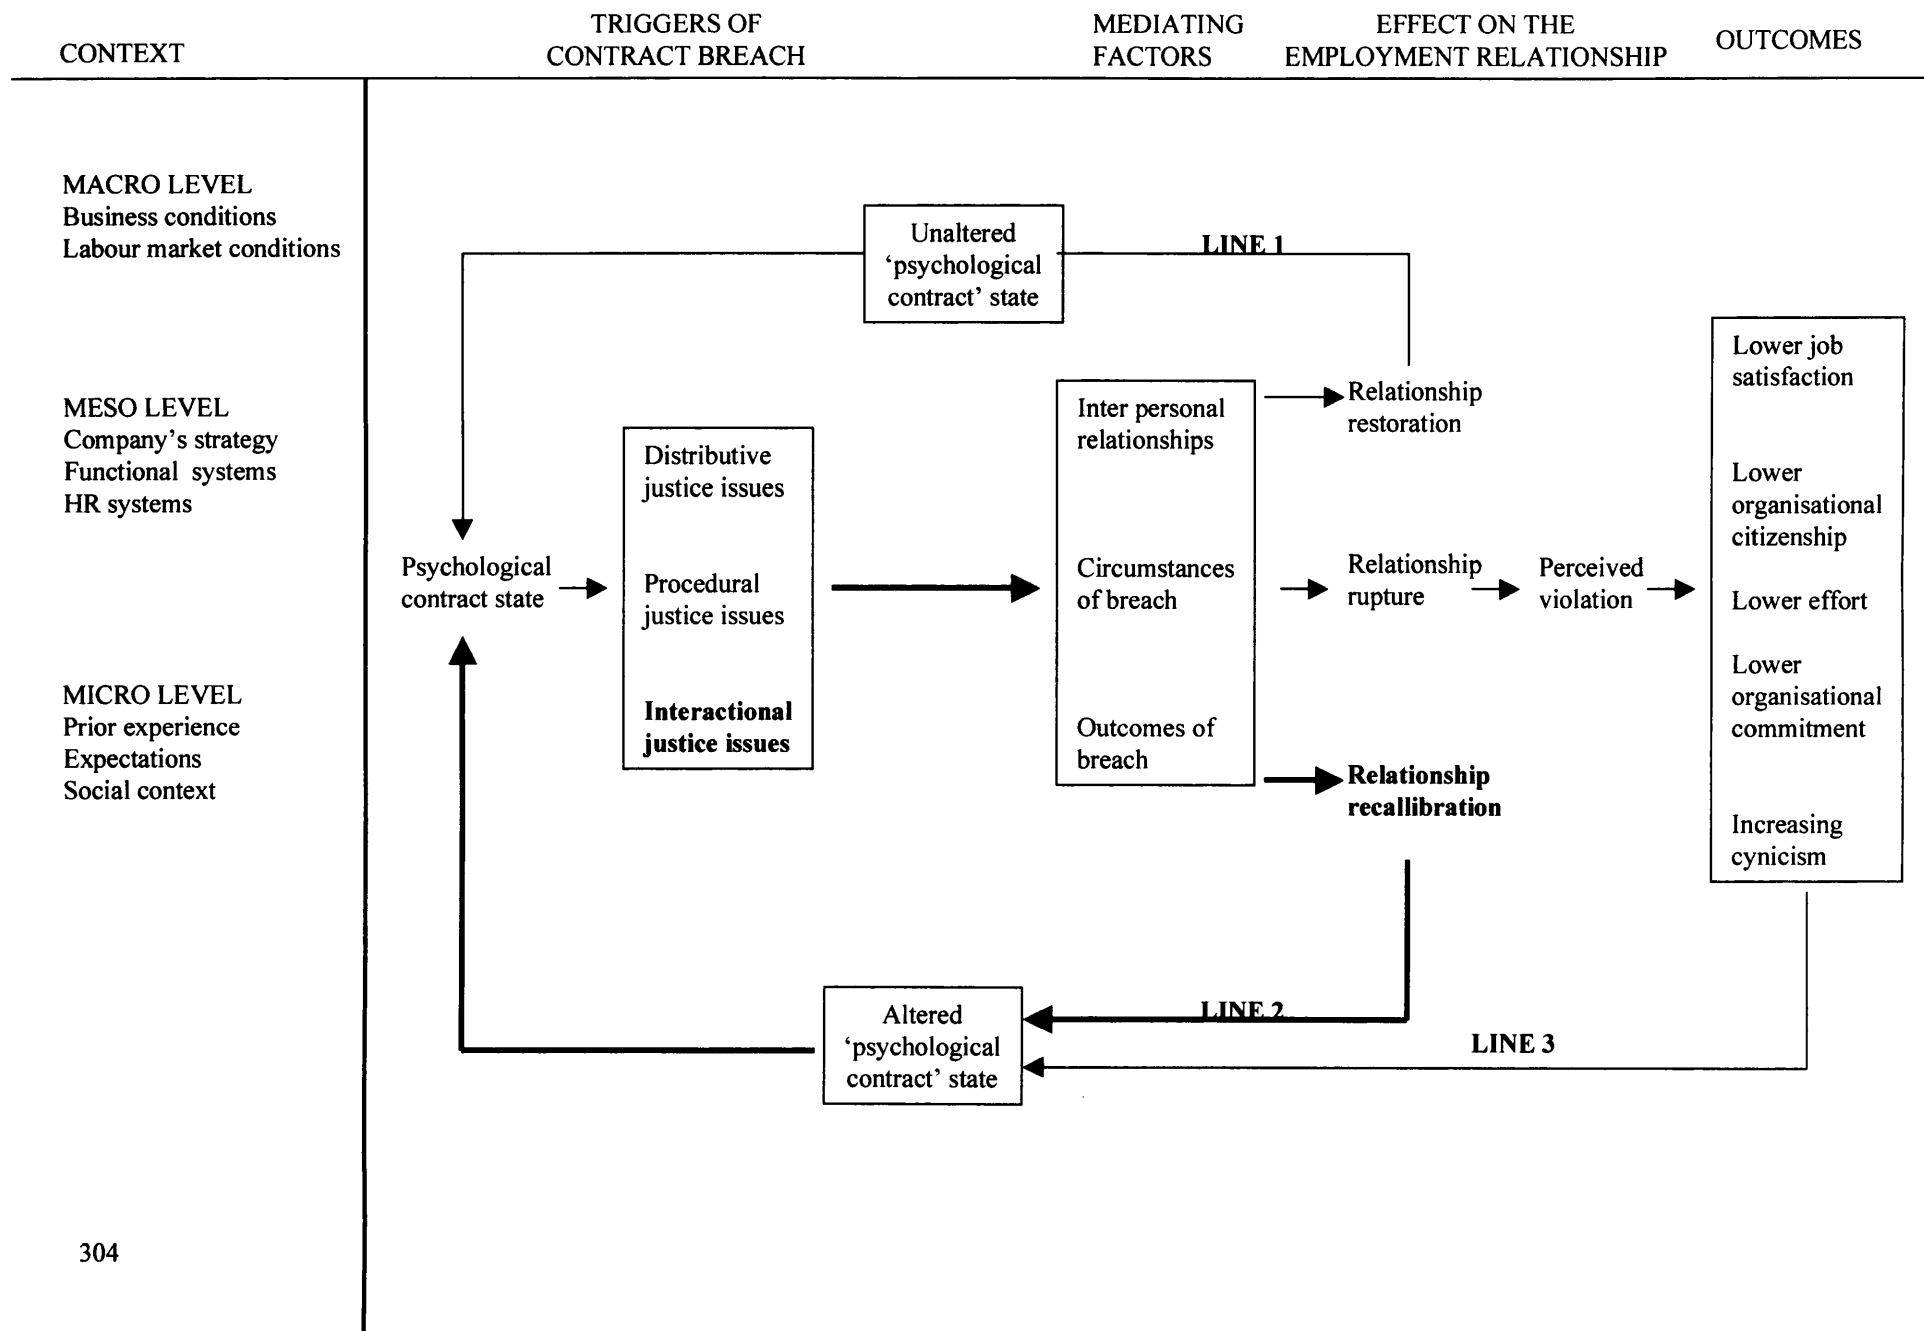 CONTEXT
TRIGGERS OF
CONTRACT BREACH
MEDIATING
FACTORS
EFFECT ON THE
EMPLOYMENT RELATIONSHIP
OUTCOMES
MACRO LEVEL
Business conditions
Labour market conditions
MESO LEVEL
Company's strategy
Functional systems
HR systems
MICRO LEVEL
Prior experience
Expectations
Social context
Unaltered
‘psychological
contract’ state
LINE 1
Psychological
contract state
Distributive
justice issues
Procedural
justice issues
Interactional
justice issues
Inter personal
relationships
Circumstances
of breach
Outcomes of
breach
Relationship
restoration
Relationship
rupture
Perceived
violation
Relationship
recallibration
Lower job
satisfaction
Lower
organisational
citizenship
Lower effort
Lower
organisational
commitment
Increasing
cynicism
Altered
‘psychological
contract’ state
LINE 2
LINE 3
304